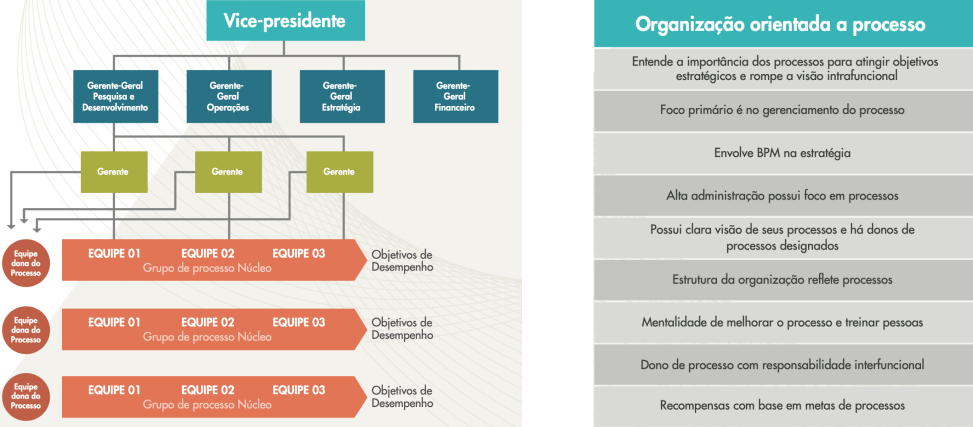 Vice-presidente
Gerente-Geral
Pesquisa e
Desenvolvimento
Gerente-
Geral
Operações
Gerente-
Geral
Estratégia
Gerente-
Geral
Financeiro
Gerente
Gerente
Gerente
Equipe
dona do
Processo
EQUIPE 01 EQUIPE 02 EQUIPE 03
Grupo de processo Núcleo
Objetivos de
Desempenho
Equipe
dona do
Processo
EQUIPE 01 EQUIPE 02 EQUIPE 03
Grupo de processo Núcleo
Objetivos de
Desempenho
Equipe
dona do
Processo
EQUIPE 01 EQUIPE 02 EQUIPE 03
Grupo de processo Núcleo
Objetivos de
Desempenho
Organização orientada a processo
Entende a importância dos processos para atingir objetivos
estratégicos e rompe a visão intrafuncional
Foco primário é no gerenciamento do processo
Envolve BPM na estratégia
Alta administração possui foco em processos
Possui clara visão de seus processos e há donos de
processos designados
Estrutura da organização reflete processos
Mentalidade de melhorar o processo e treinar pessoas
Dono de processo com responsabilidade interfuncional
Recompensas com base em metas de processos